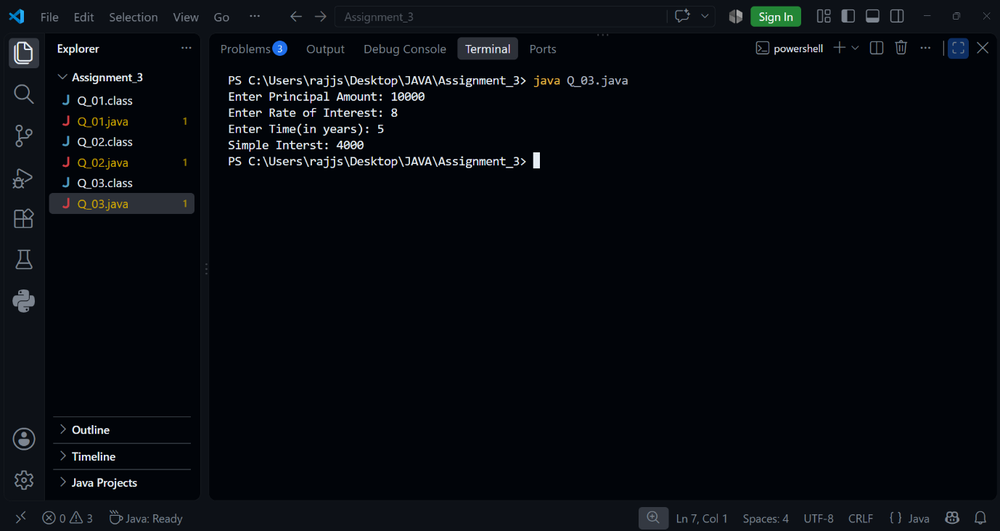 File Edit Selection View Go ··· Assignment_3 Sign In
Explorer ···
Assignment_3
Q_01.class
Q_01.java 1
Q_02.class
Q_02.java 1
Q_03.class
Q_03.java 1
Outline
Timeline
Java Projects
Problems 3 Output Debug Console Terminal Ports powershell
PS C:\Users\rajjs\Desktop\JAVA\Assignment_3> java Q_03.java
Enter Principal Amount: 10000
Enter Rate of Interest: 8
Enter Time(in years): 5
Simple Interst: 4000
PS C:\Users\rajjs\Desktop\JAVA\Assignment_3>
0 3 Java: Ready Ln 7, Col 1 Spaces: 4 UTF-8 CRLF {} Java